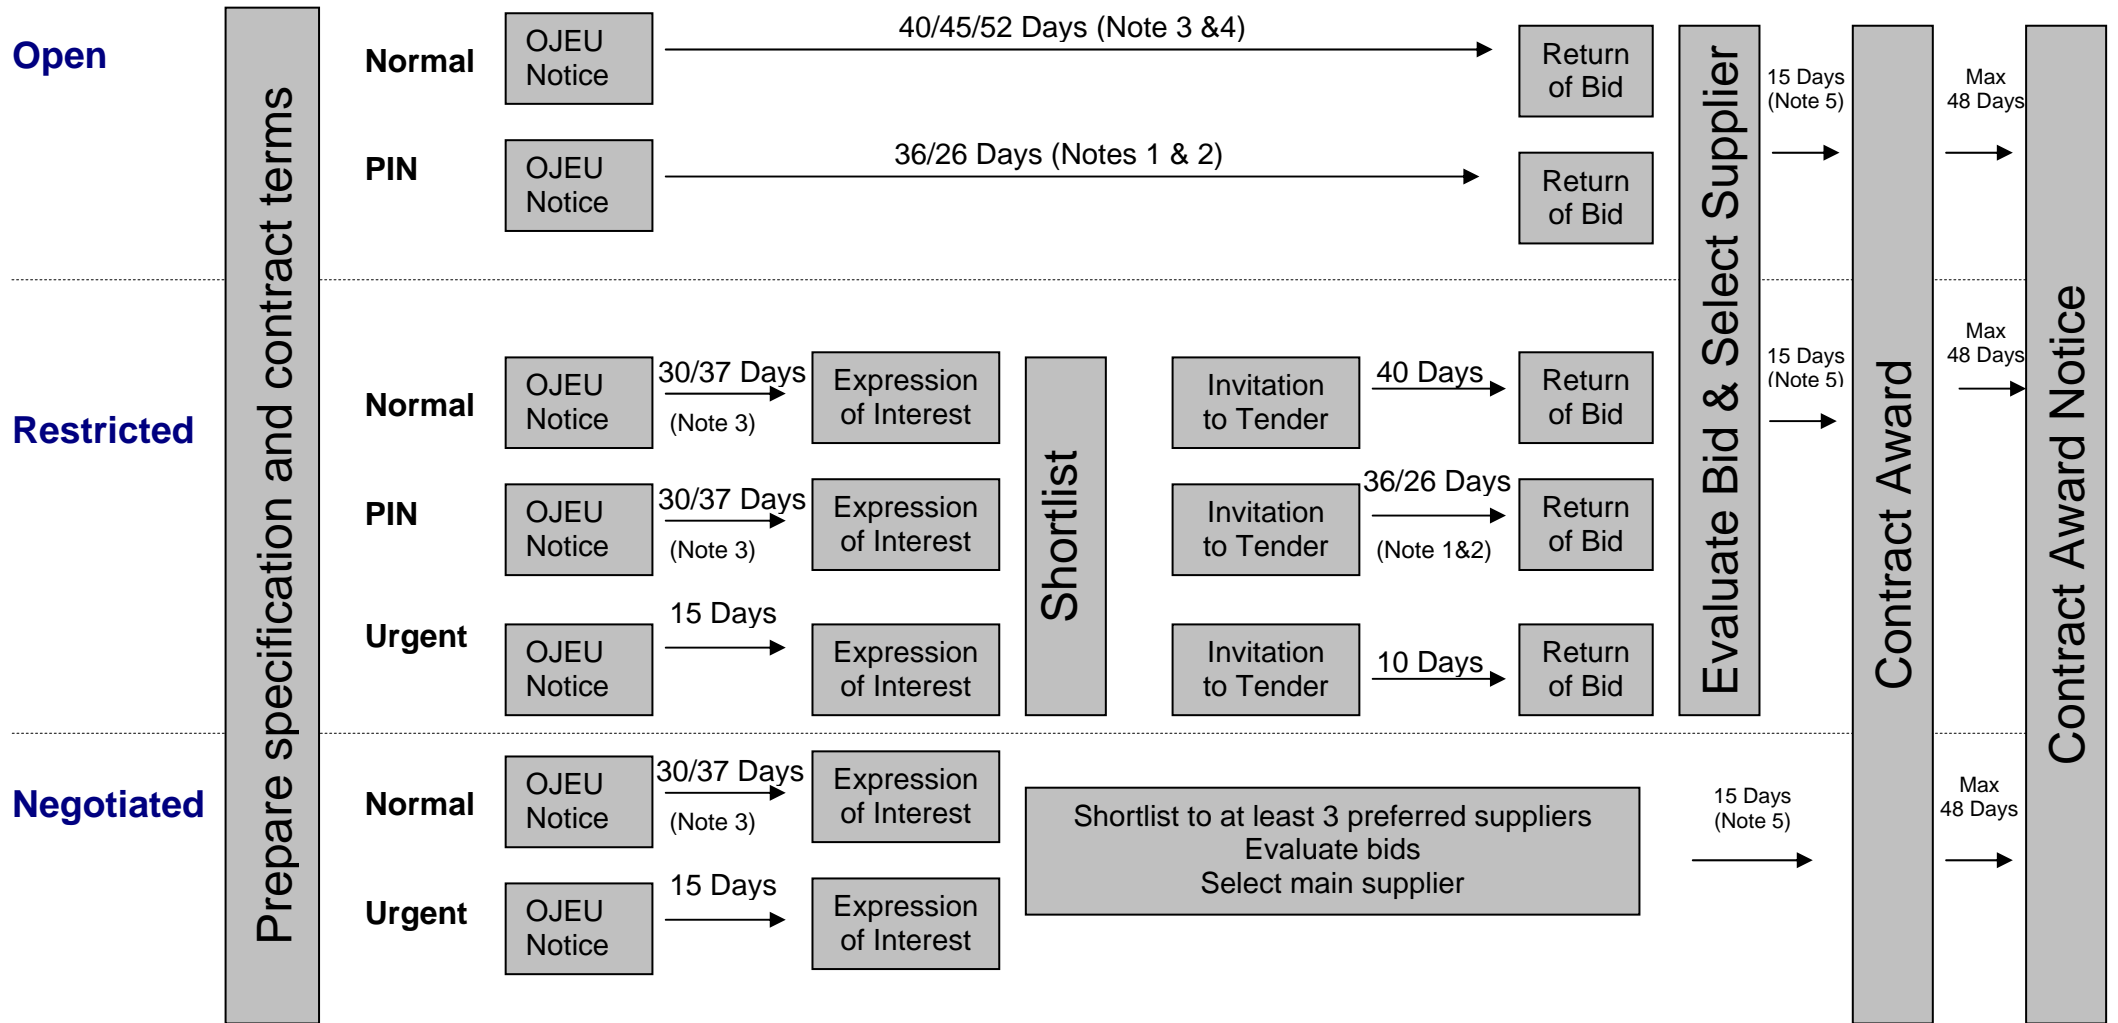 Prepare specification and contract terms
Open
Normal
OJEU
Notice
40/45/52 Days (Note 3 &4)
Return
of Bid
PIN
OJEU
Notice
36/26 Days (Notes 1 & 2)
Return
of Bid
Evaluate Bid & Select Supplier
15 Days
(Note 5)
Contract Award
Max
48 Days
Contract Award Notice
Restricted
Normal
OJEU
Notice
30/37 Days
(Note 3)
Expression
of Interest
Shortlist
Invitation
to Tender
40 Days
Return
of Bid
15 Days
(Note 5)
Max
48 Days
PIN
OJEU
Notice
30/37 Days
(Note 3)
Expression
of Interest
Invitation
to Tender
36/26 Days
(Note 1&2)
Return
of Bid
Urgent
OJEU
Notice
15 Days
Expression
of Interest
Invitation
to Tender
10 Days
Return
of Bid
Negotiated
Normal
OJEU
Notice
30/37 Days
(Note 3)
Expression
of Interest
Shortlist to at least 3 preferred suppliers
Evaluate bids
Select main supplier
15 Days
(Note 5)
Max
48 Days
Urgent
OJEU
Notice
15 Days
Expression
of Interest